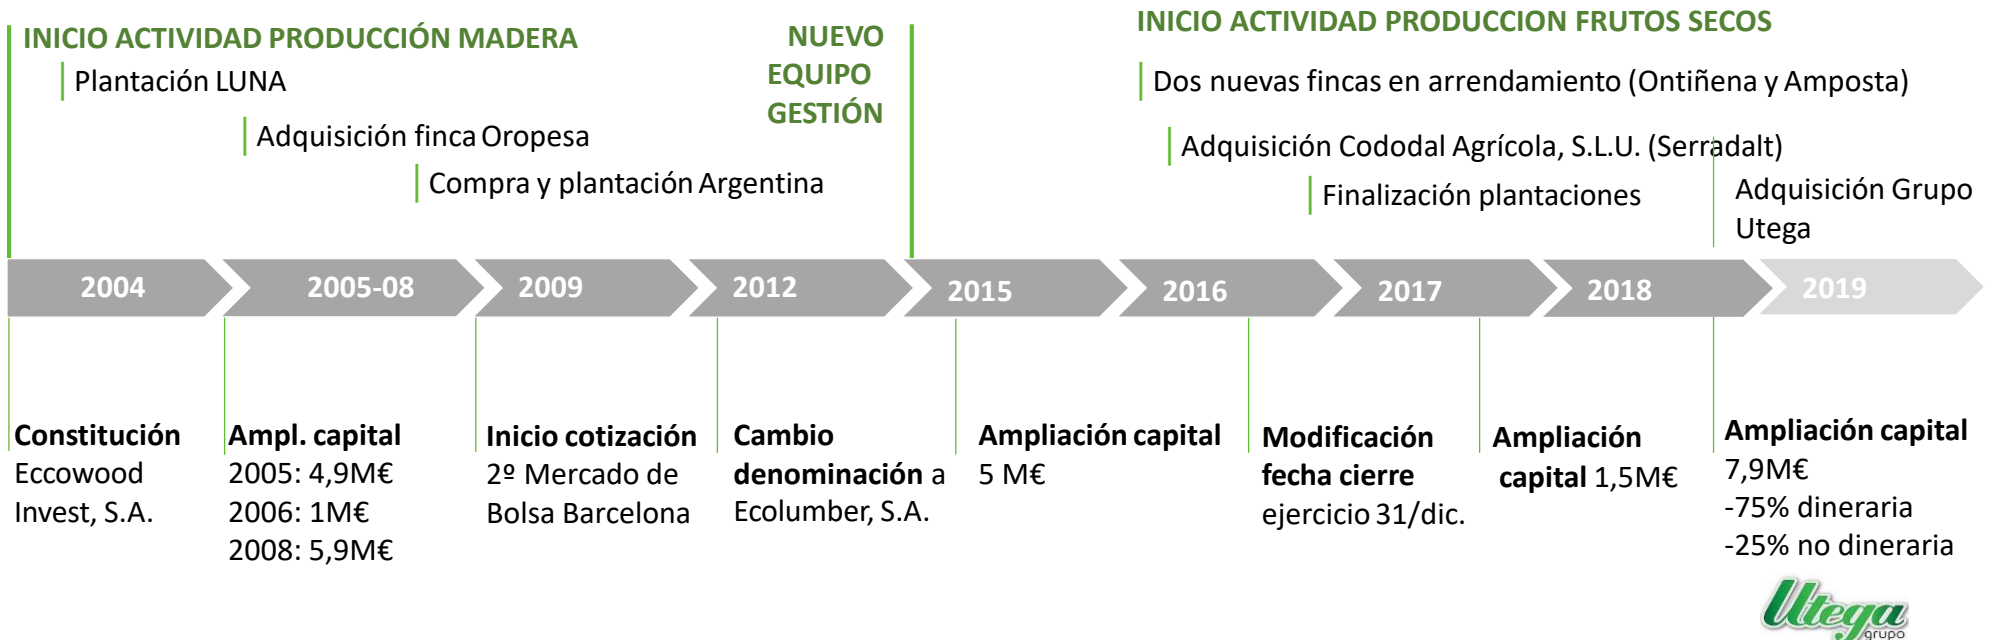 INICIO ACTIVIDAD PRODUCCIÓN MADERA
Plantación LUNA
Adquisición finca Oropesa
Compra y plantación Argentina
NUEVO
EQUIPO
GESTIÓN
INICIO ACTIVIDAD PRODUCCION FRUTOS SECOS
Dos nuevas fincas en arrendamiento (Ontiñena y Amposta)
Adquisición Cododal Agrícola, S.L.U. (Serradalt)
Finalización plantaciones
Adquisición Grupo
Utega
2004
2005-08
2009
2012
2015
2016
2017
2018
2019
Constitución
Eccowood
Invest, S.A.
Ampl. capital
2005: 4,9M€
2006: 1M€
2008: 5,9M€
Inicio cotización
2º Mercado de
Bolsa Barcelona
Cambio
denominación a
Ecolumber, S.A.
Ampliación capital
5 M€
Modificación
fecha cierre
ejercicio 31/dic.
Ampliación
capital 1,5M€
Ampliación capital
7,9M€
-75% dineraria
-25% no dineraria
Utega
grupo